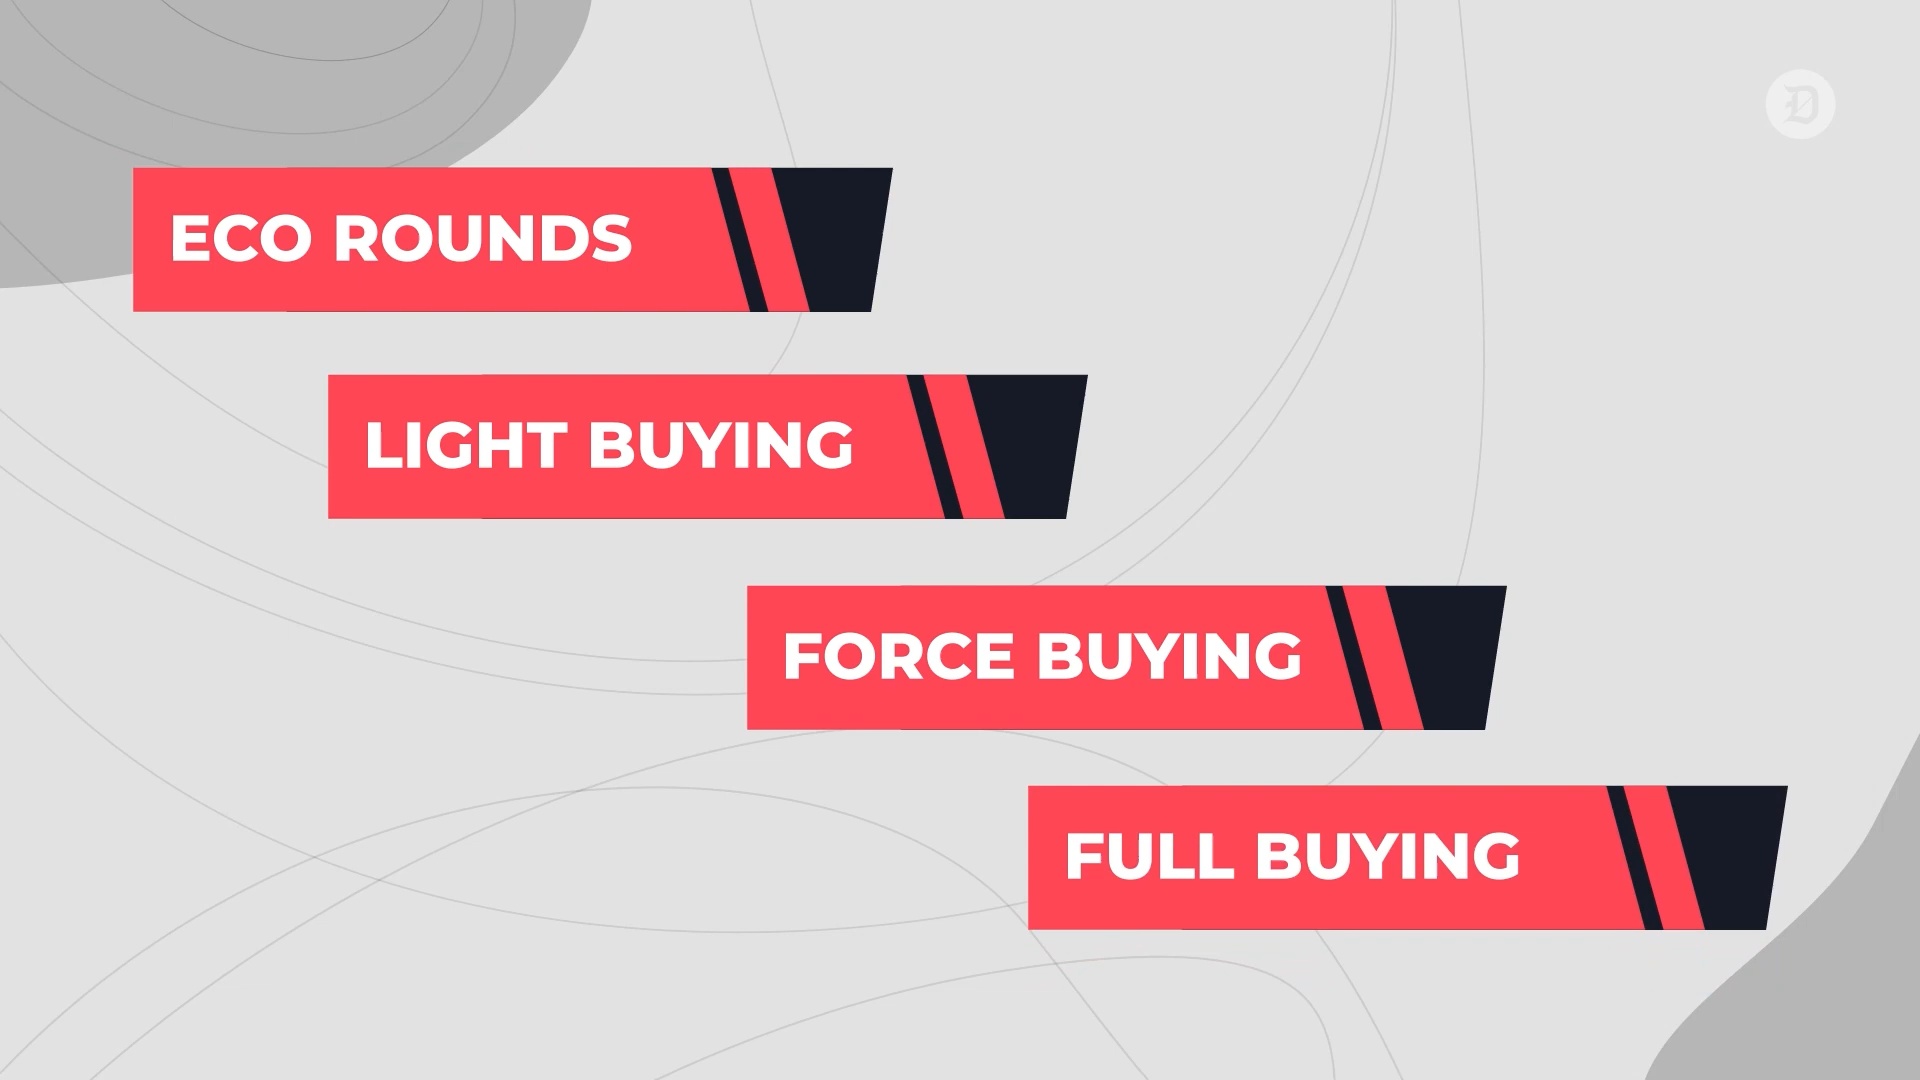 ECO ROUNDS
LIGHT BUYING
FORCE BUYING
FULL BUYING
D